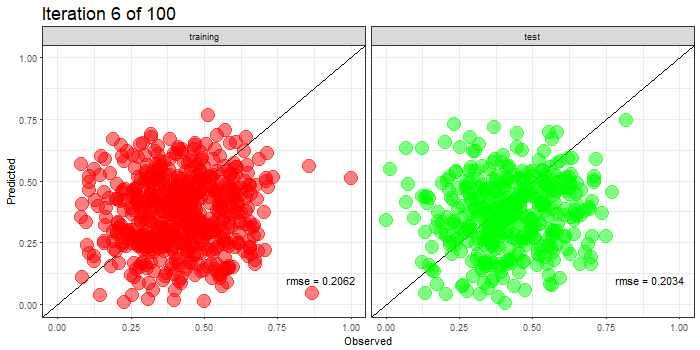 Iteration 6 of 100
training
test
1.00
0.75
0.50
0.25
0.00
Predicted
rmse = 0.2062
rmse = 0.2034
0.00 0.25 0.50 0.75 1.00
0.00 0.25 0.50 0.75 1.00
Observed